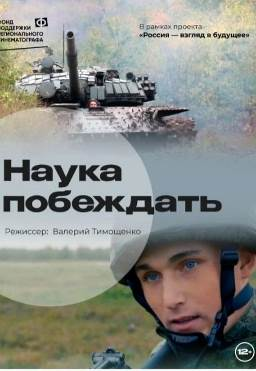 ФОНД
ПОДДЕРЖКИ
РЕГИОНАЛЬНОГО
КИНЕМАТОГРАФА
Ф
В рамках проекта
«Россия — взгляд в будущее»
Наука
побеждать
Режиссер: Валерий Тимощенко
12+